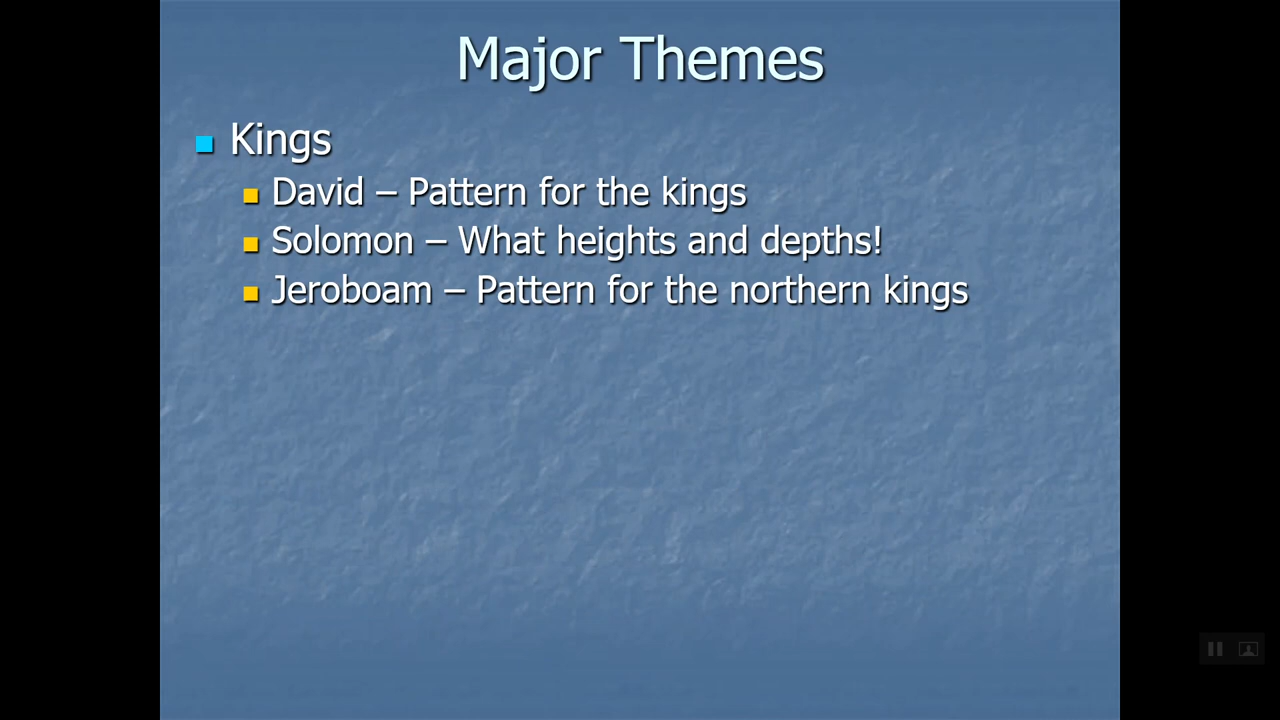 Major Themes
Kings
David – Pattern for the kings
Solomon – What heights and depths!
Jeroboam – Pattern for the northern kings